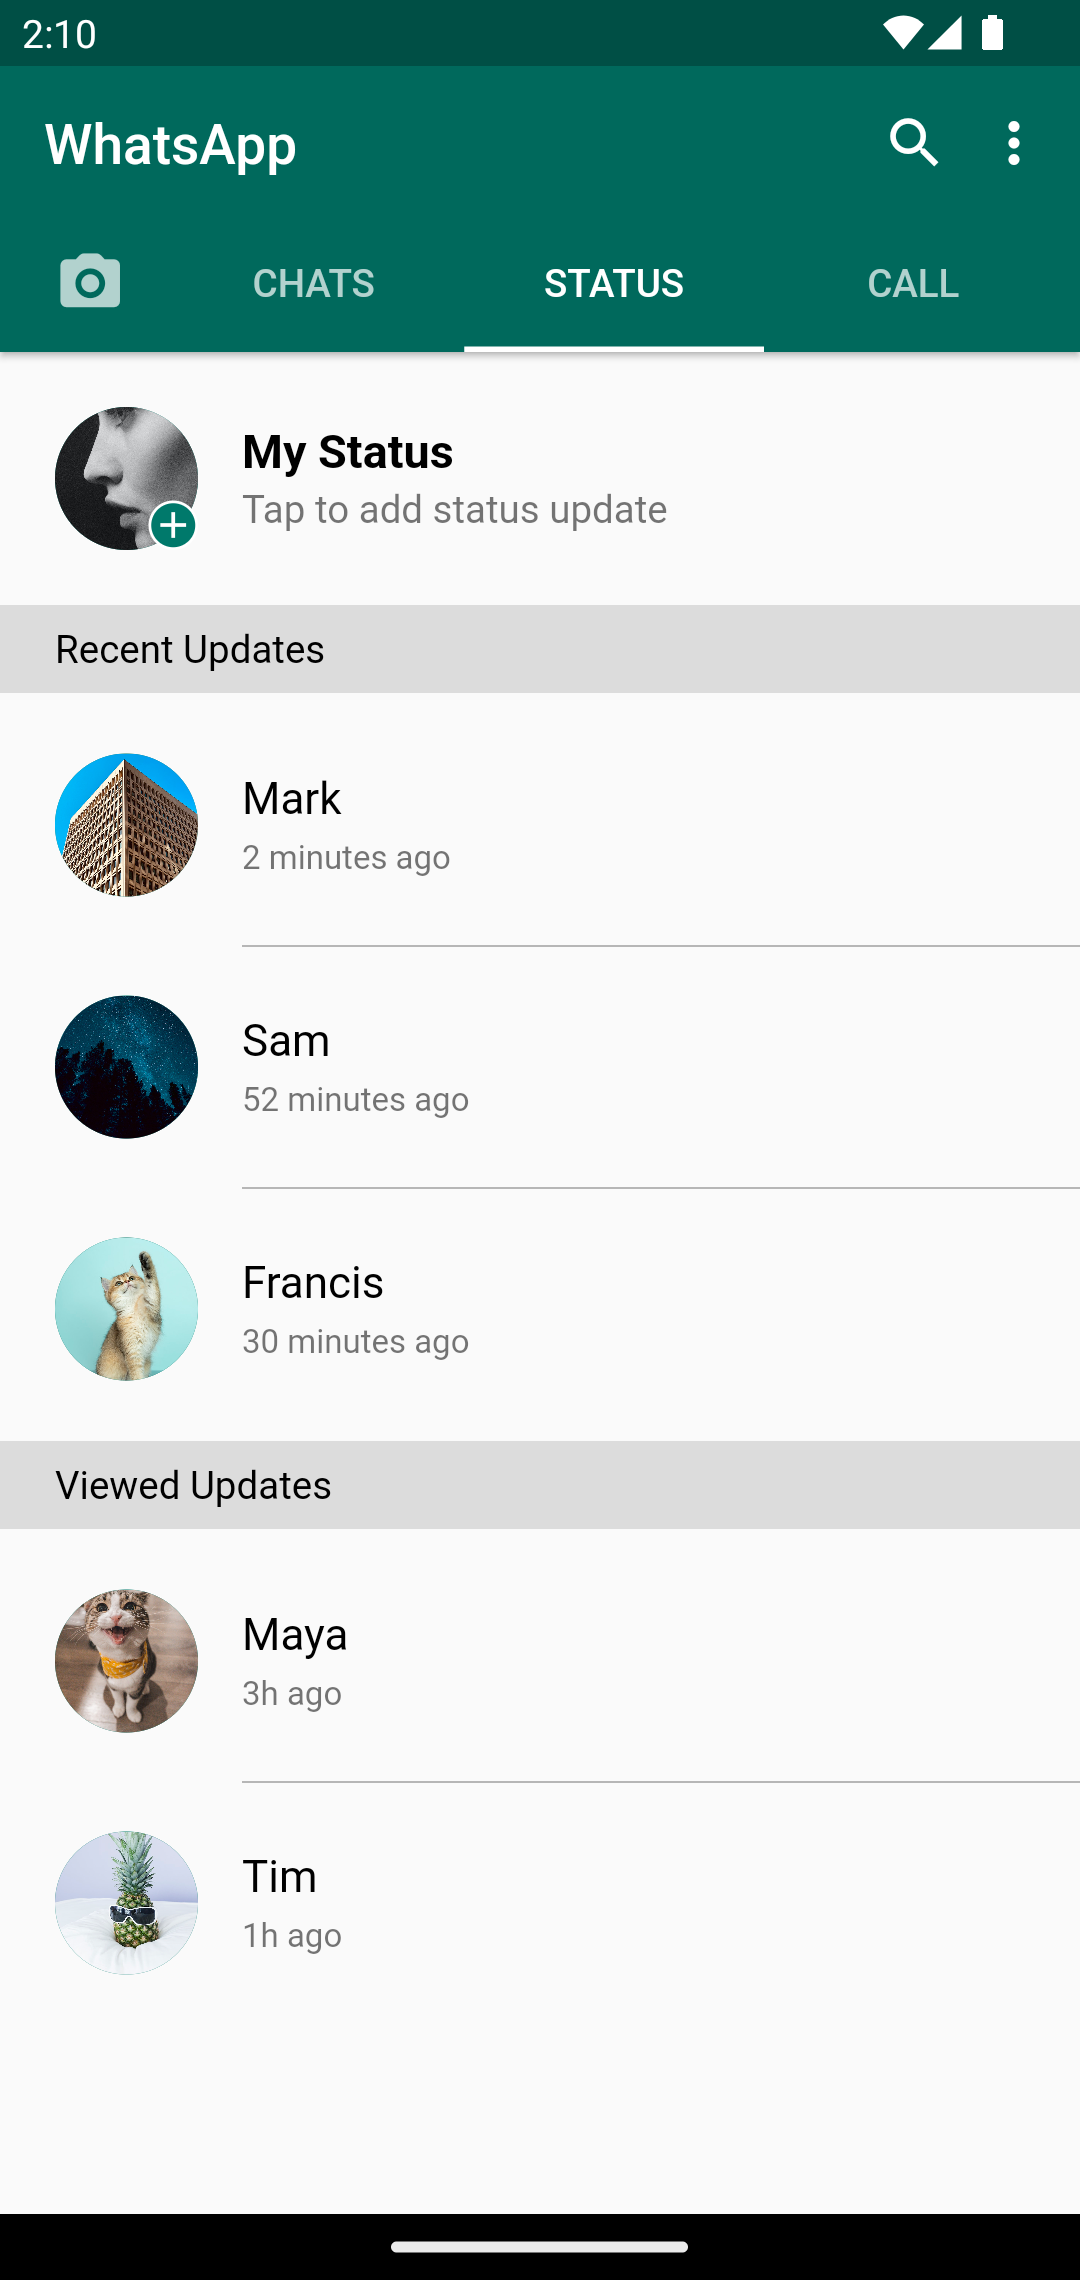 2:10
WhatsApp
CHATS STATUS CALL
My Status
Tap to add status update
Recent Updates
Mark
2 minutes ago
Sam
52 minutes ago
Francis
30 minutes ago
Viewed Updates
Maya
3h ago
Tim
1h ago